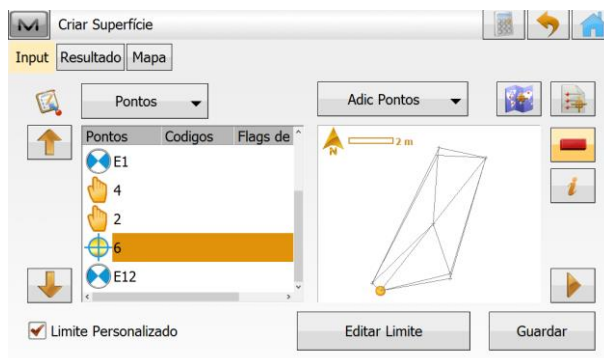 Criar Superfície
Input Resultado Mapa
Pontos
Adic Pontos
Pontos Codigos Flags de
E1
4
2
6
E12
N
2 m
i
Limite Personalizado
Editar Limite
Guardar